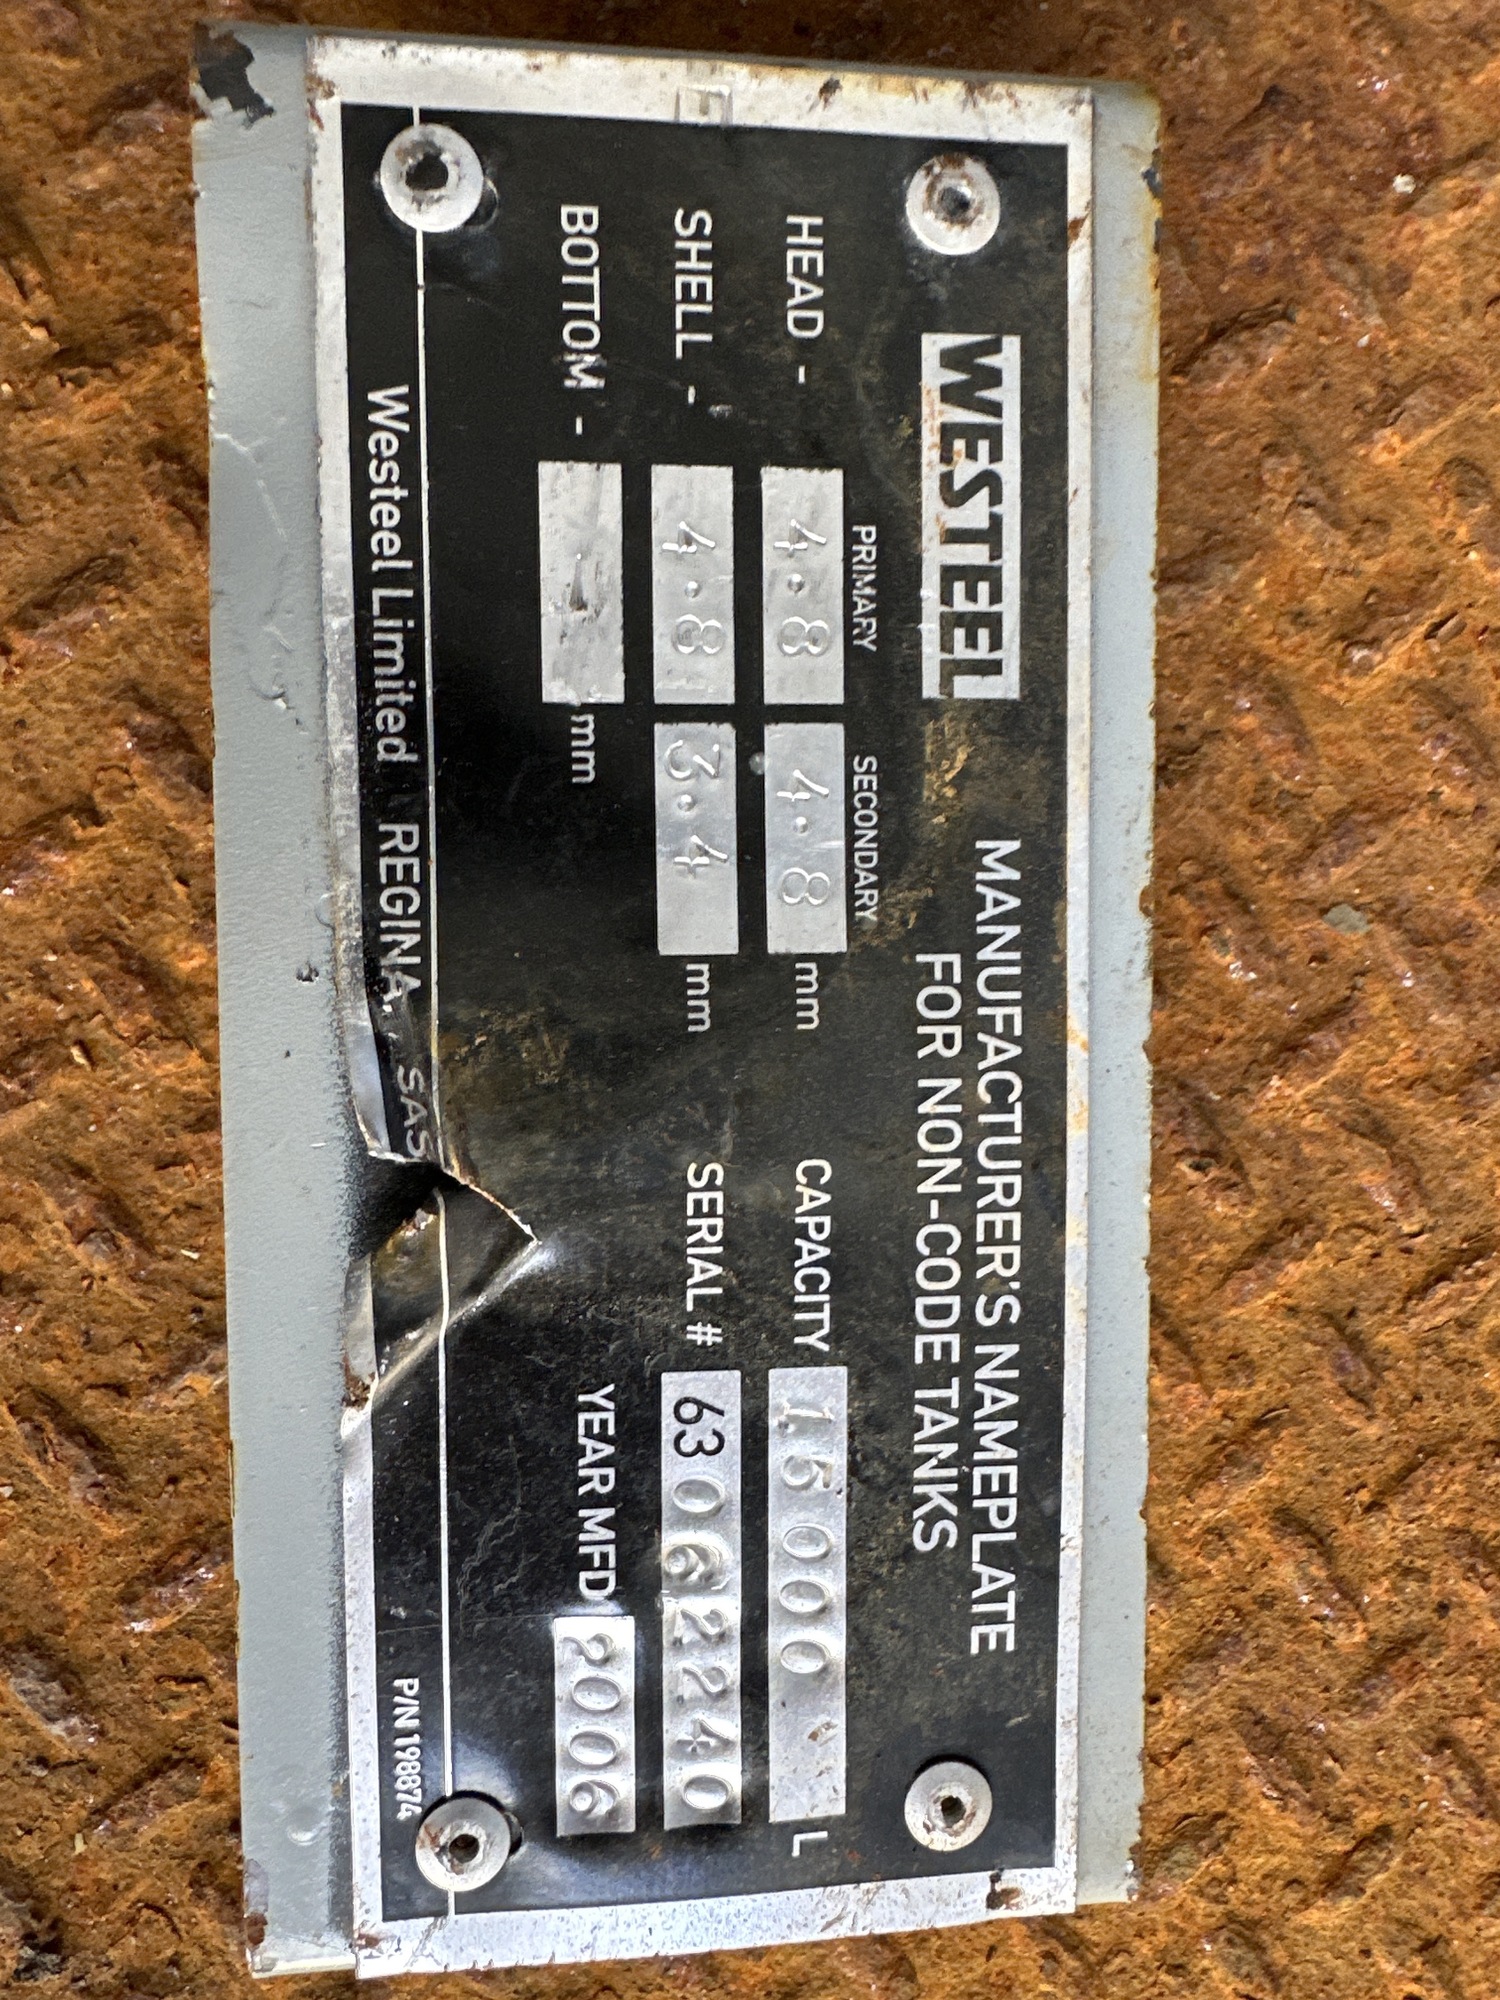 WESTEEL
MANUFACTURER'S NAMEPLATE
FOR NON-CODE TANKS
PRIMARY SECONDARY
HEAD - 4.8 4.8 mm CAPACITY 15000 L
SHELL - 4.8 3.4 mm SERIAL # 63062240
BOTTOM - mm YEAR MFD 2006
Westeel Limited REGINA, SAS
P/N 198874